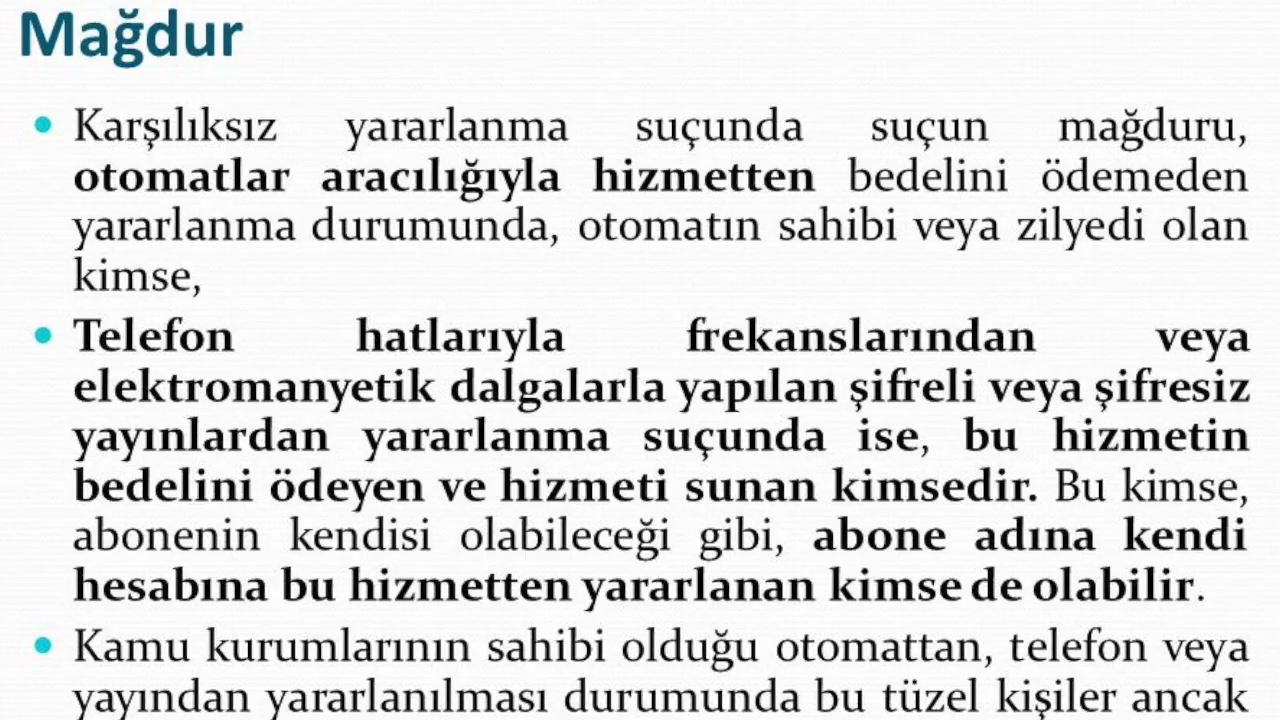 Mağdur
Karşılıksız yararlanma suçunda suçun mağduru,
otomatlar aracılığıyla hizmetten bedelini ödemeden
yararlanma durumunda, otomatın sahibi veya zilyedi olan
kimse,
Telefon hatlarıyla frekanslarından veya
elektromanyetik dalgalarla yapılan şifreli veya şifresiz
yayınlardan yararlanma suçunda ise, bu hizmetin
bedelini ödeyen ve hizmeti sunan kimsedir. Bu kimse,
abonenin kendisi olabileceği gibi, abone adına kendi
hesabına bu hizmetten yararlanan kimse de olabilir.
Kamu kurumlarının sahibi olduğu otomattan, telefon veya
yayından yararlanılması durumunda bu tüzel kişiler ancak